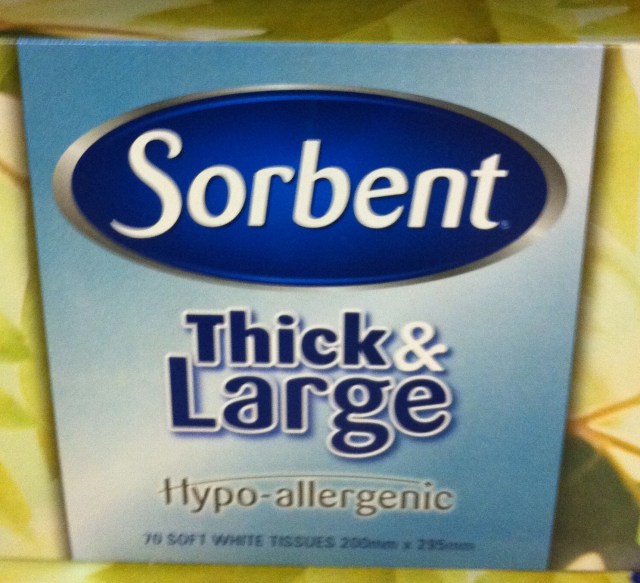 Sorbent
Thick &
Large
Hypo-allergenic
70 SOFT WHITE TISSUES 200mm x 295mm